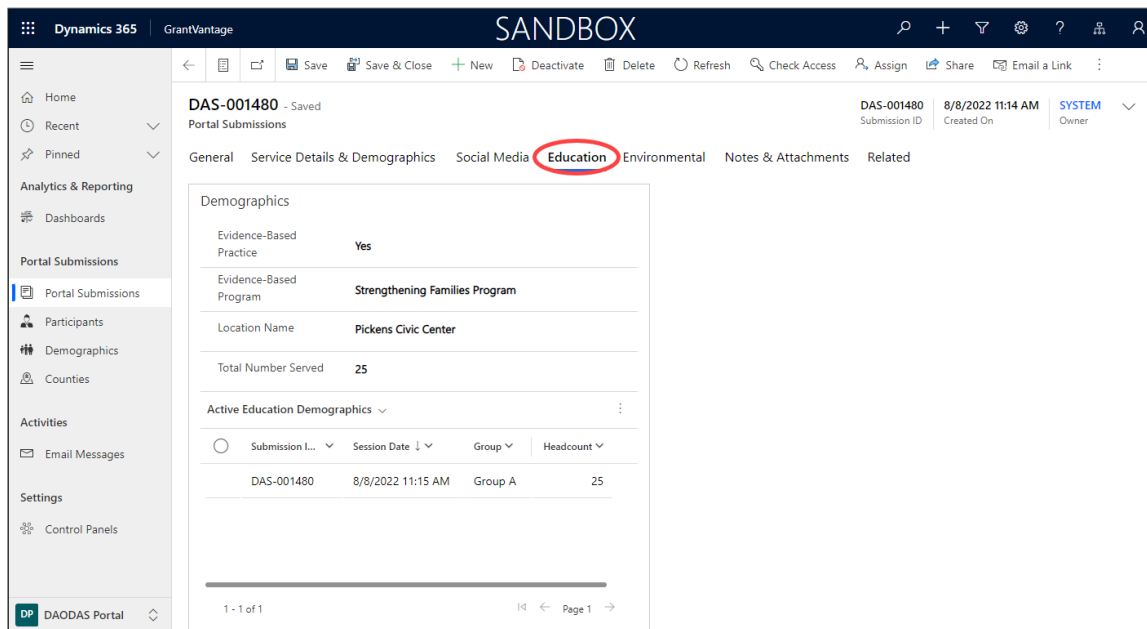 Dynamics 365 GrantVantage SANDBOX ?
Save Save & Close New Deactivate Delete Refresh Check Access Assign Share Email a Link
Home
Recent
Pinned
Analytics & Reporting
Dashboards
Portal Submissions
Portal Submissions
Participants
Demographics
Counties
Activities
Email Messages
Settings
Control Panels
DP DAODAS Portal
DAS-001480 - Saved
Portal Submissions
DAS-001480
Submission ID
8/8/2022 11:14 AM
Created On
SYSTEM
Owner
General Service Details & Demographics Social Media Education Environmental Notes & Attachments Related
Demographics
Evidence-Based
Practice
Yes
Evidence-Based
Program
Strengthening Families Program
Location Name Pickens Civic Center
Total Number Served 25
Active Education Demographics
Submission I... Session Date ↓ Group Headcount
DAS-001480 8/8/2022 11:15 AM Group A 25
1 - 1 of 1 Page 1